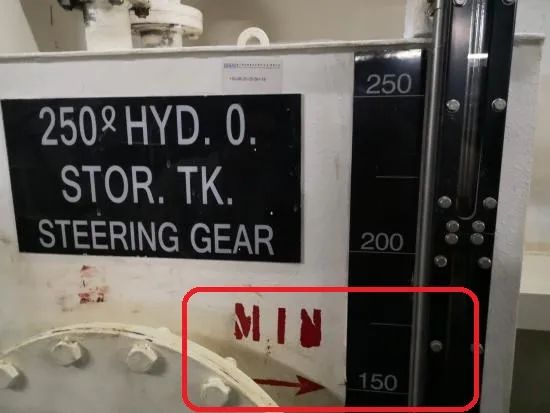 250ℓ HYD. O.
STOR. TK.
STEERING GEAR
250
200
MIN
150